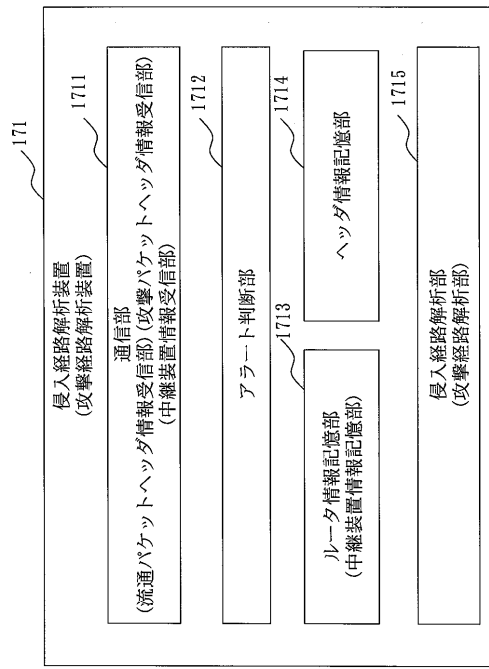 171
侵入経路解析装置
(攻撃経路解析装置)
1711
通信部
(流通パケットヘッダ情報受信部)(攻撃パケットヘッダ情報受信部)
(中継装置情報受信部)
1712
アラート判断部
1713
ルータ情報記憶部
(中継装置情報記憶部)
1714
ヘッダ情報記憶部
1715
侵入経路解析部
(攻撃経路解析部)